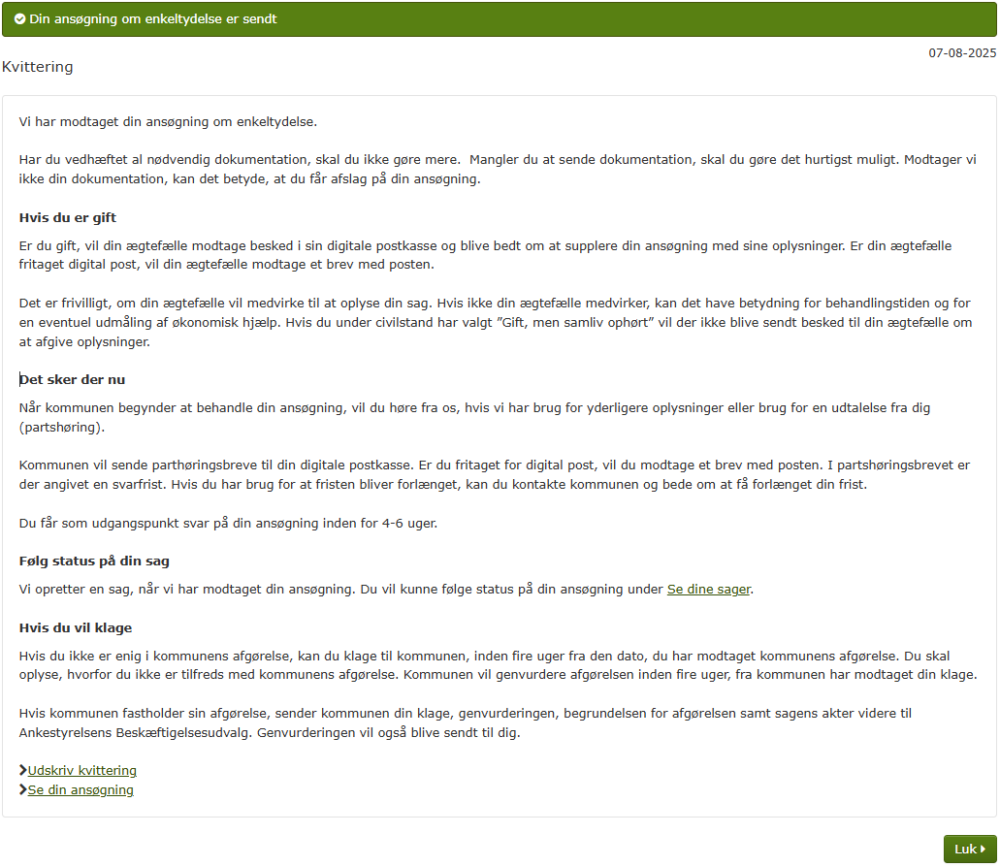 Din ansøgning om enkeltydelse er sendt
07-08-2025
Kvittering
Vi har modtaget din ansøgning om enkeltydelse.
Har du vedhæftet al nødvendig dokumentation, skal du ikke gøre mere.  Mangler du at sende dokumentation, skal du gøre det hurtigst muligt. Modtager vi
ikke din dokumentation, kan det betyde, at du får afslag på din ansøgning.
Hvis du er gift
Er du gift, vil din ægtefælle modtage besked i sin digitale postkasse og blive bedt om at supplere din ansøgning med sine oplysninger. Er din ægtefælle
fritaget digital post, vil din ægtefælle modtage et brev med posten.
Det er frivilligt, om din ægtefælle vil medvirke til at oplyse din sag. Hvis ikke din ægtefælle medvirker, kan det have betydning for behandlingstiden og for
en eventuel udmåling af økonomisk hjælp. Hvis du under civilstand har valgt ”Gift, men samliv ophørt” vil der ikke blive sendt besked til din ægtefælle om
at afgive oplysninger.
Det sker der nu
Når kommunen begynder at behandle din ansøgning, vil du høre fra os, hvis vi har brug for yderligere oplysninger eller brug for en udtalelse fra dig
(partshøring).
Kommunen vil sende parthøringsbreve til din digitale postkasse. Er du fritaget for digital post, vil du modtage et brev med posten. I partshøringsbrevet er
der angivet en svarfrist. Hvis du har brug for at fristen bliver forlænget, kan du kontakte kommunen og bede om at få forlænget din frist.
Du får som udgangspunkt svar på din ansøgning inden for 4-6 uger.
Følg status på din sag
Vi opretter en sag, når vi har modtaget din ansøgning. Du vil kunne følge status på din ansøgning under Se dine sager.
Hvis du vil klage
Hvis du ikke er enig i kommunens afgørelse, kan du klage til kommunen, inden fire uger fra den dato, du har modtaget kommunens afgørelse. Du skal
oplyse, hvorfor du ikke er tilfreds med kommunens afgørelse. Kommunen vil genvurdere afgørelsen inden fire uger, fra kommunen har modtaget din klage.
Hvis kommunen fastholder sin afgørelse, sender kommunen din klage, genvurderingen, begrundelsen for afgørelsen samt sagens akter videre til
Ankestyrelsens Beskæftigelsesudvalg. Genvurderingen vil også blive sendt til dig.
Udskriv kvittering
Se din ansøgning
Luk